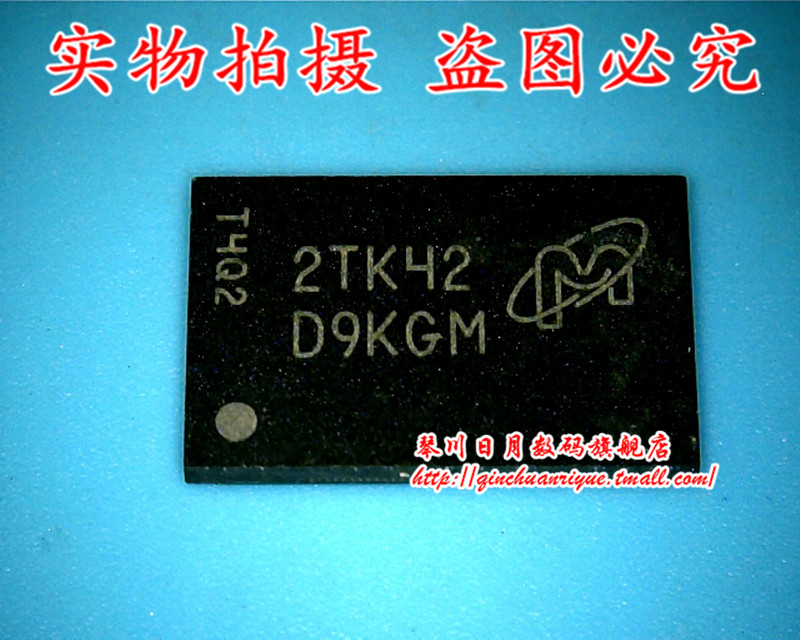 实物拍摄 盗图必究
T4Q2
2TK42
D9KGM
琴川日月数码旗舰店
http://qinchuanriyue.tmall.com/